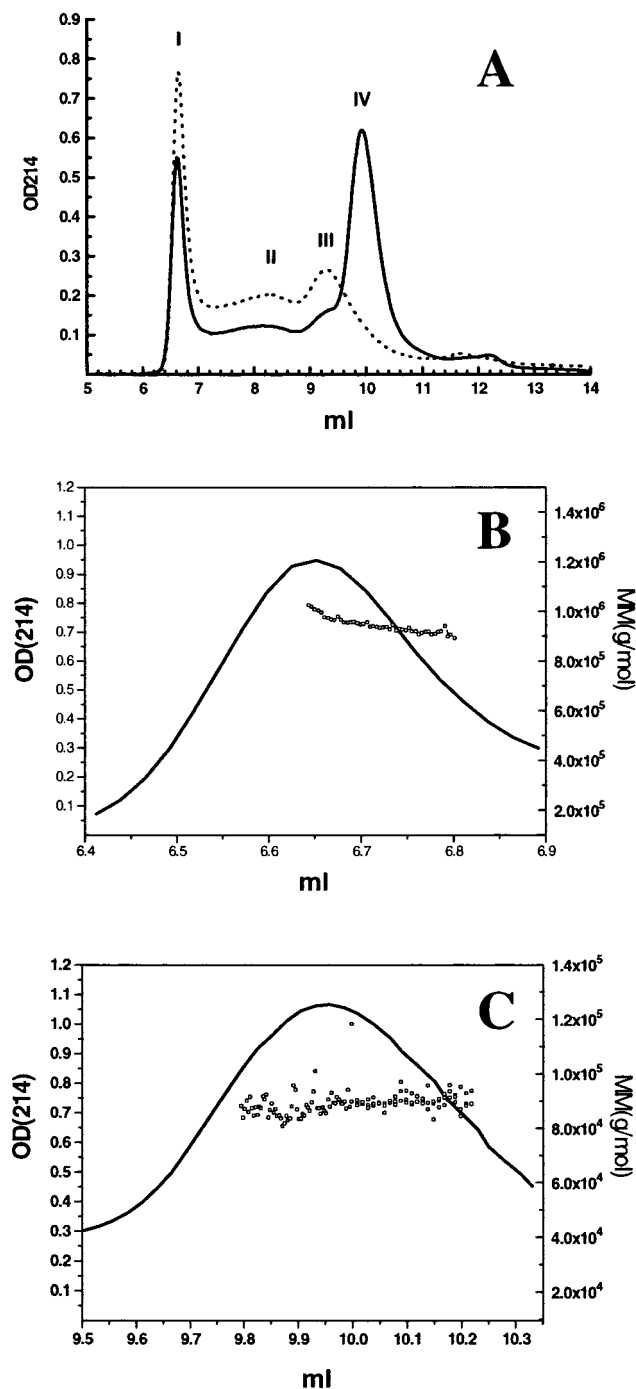 A
I
II
III
IV
OD214
0.9
0.8
0.7
0.6
0.5
0.4
0.3
0.2
0.1
5 6 7 8 9 10 11 12 13 14
ml
B
OD(214)
1.2
1.1
1.0
0.9
0.8
0.7
0.6
0.5
0.4
0.3
0.2
0.1
1.4x10⁶
1.2x10⁶
1.0x10⁶
8.0x10⁵
6.0x10⁵
4.0x10⁵
2.0x10⁵
MM(g/mol)
6.4 6.5 6.6 6.7 6.8 6.9
ml
C
OD(214)
1.2
1.1
1.0
0.9
0.8
0.7
0.6
0.5
0.4
0.3
0.2
0.1
1.4x10⁵
1.2x10⁵
1.0x10⁵
8.0x10⁴
6.0x10⁴
4.0x10⁴
2.0x10⁴
MM(g/mol)
9.5 9.6 9.7 9.8 9.9 10.0 10.1 10.2 10.3
ml